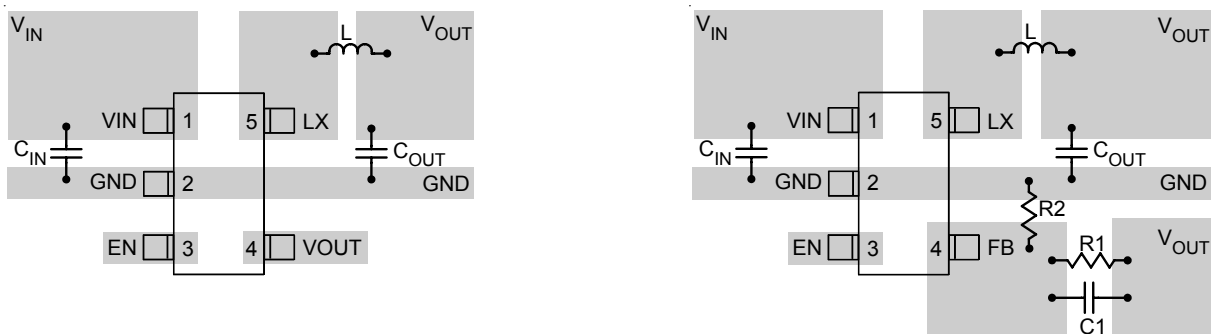 VIN
L
VOUT
VIN 1 5 LX
CIN
COUT
GND 2
GND
EN 3 4 VOUT
VIN
L
VOUT
VIN 1 5 LX
CIN
COUT
GND 2
GND
R2
EN 3 4 FB
R1
VOUT
C1